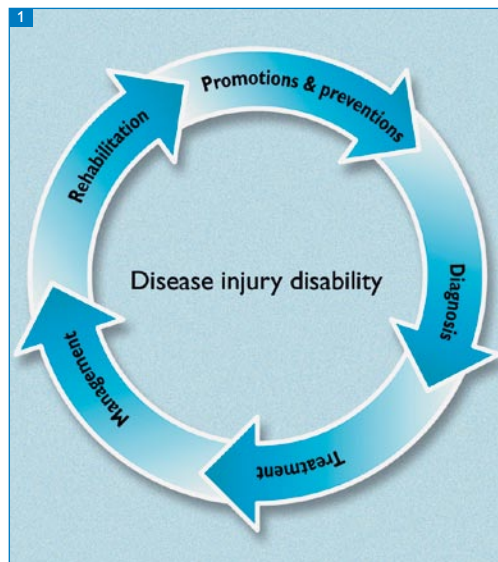 1
Promotions & preventions
Diagnosis
Treatment
Management
Rehabilitation
Disease injury disability